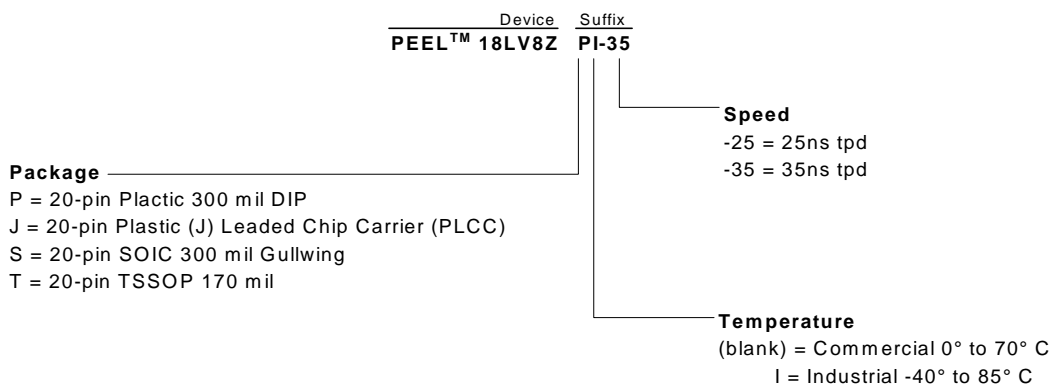 Device Suffix
PEEL™ 18LV8Z PI-35
Speed
-25 = 25ns tpd
-35 = 35ns tpd
Package
P = 20-pin Plactic 300 mil DIP
J = 20-pin Plastic (J) Leaded Chip Carrier (PLCC)
S = 20-pin SOIC 300 mil Gullwing
T = 20-pin TSSOP 170 mil
Temperature
(blank) = Commercial 0° to 70° C
I = Industrial -40° to 85° C